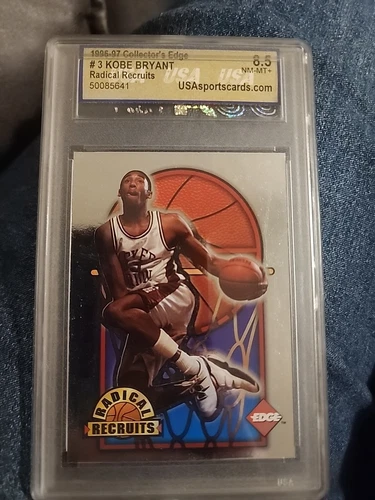 1996-97 Collector's Edge
8.5
# 3 KOBE BRYANT
NM-MT+
Radical Recruits
50085641
USAsportscards.com
USA
RADICAL
RECRUITS
EDGE